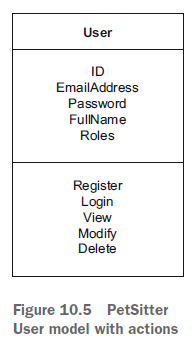 User
ID
EmailAddress
Password
FullName
Roles
Register
Login
View
Modify
Delete
Figure 10.5 PetSitter
User model with actions